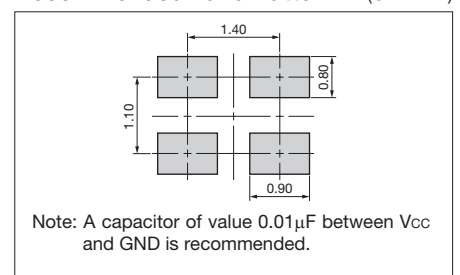 1.40
0.80
1.10
0.90
Note: A capacitor of value 0.01μF between Vcc
and GND is recommended.